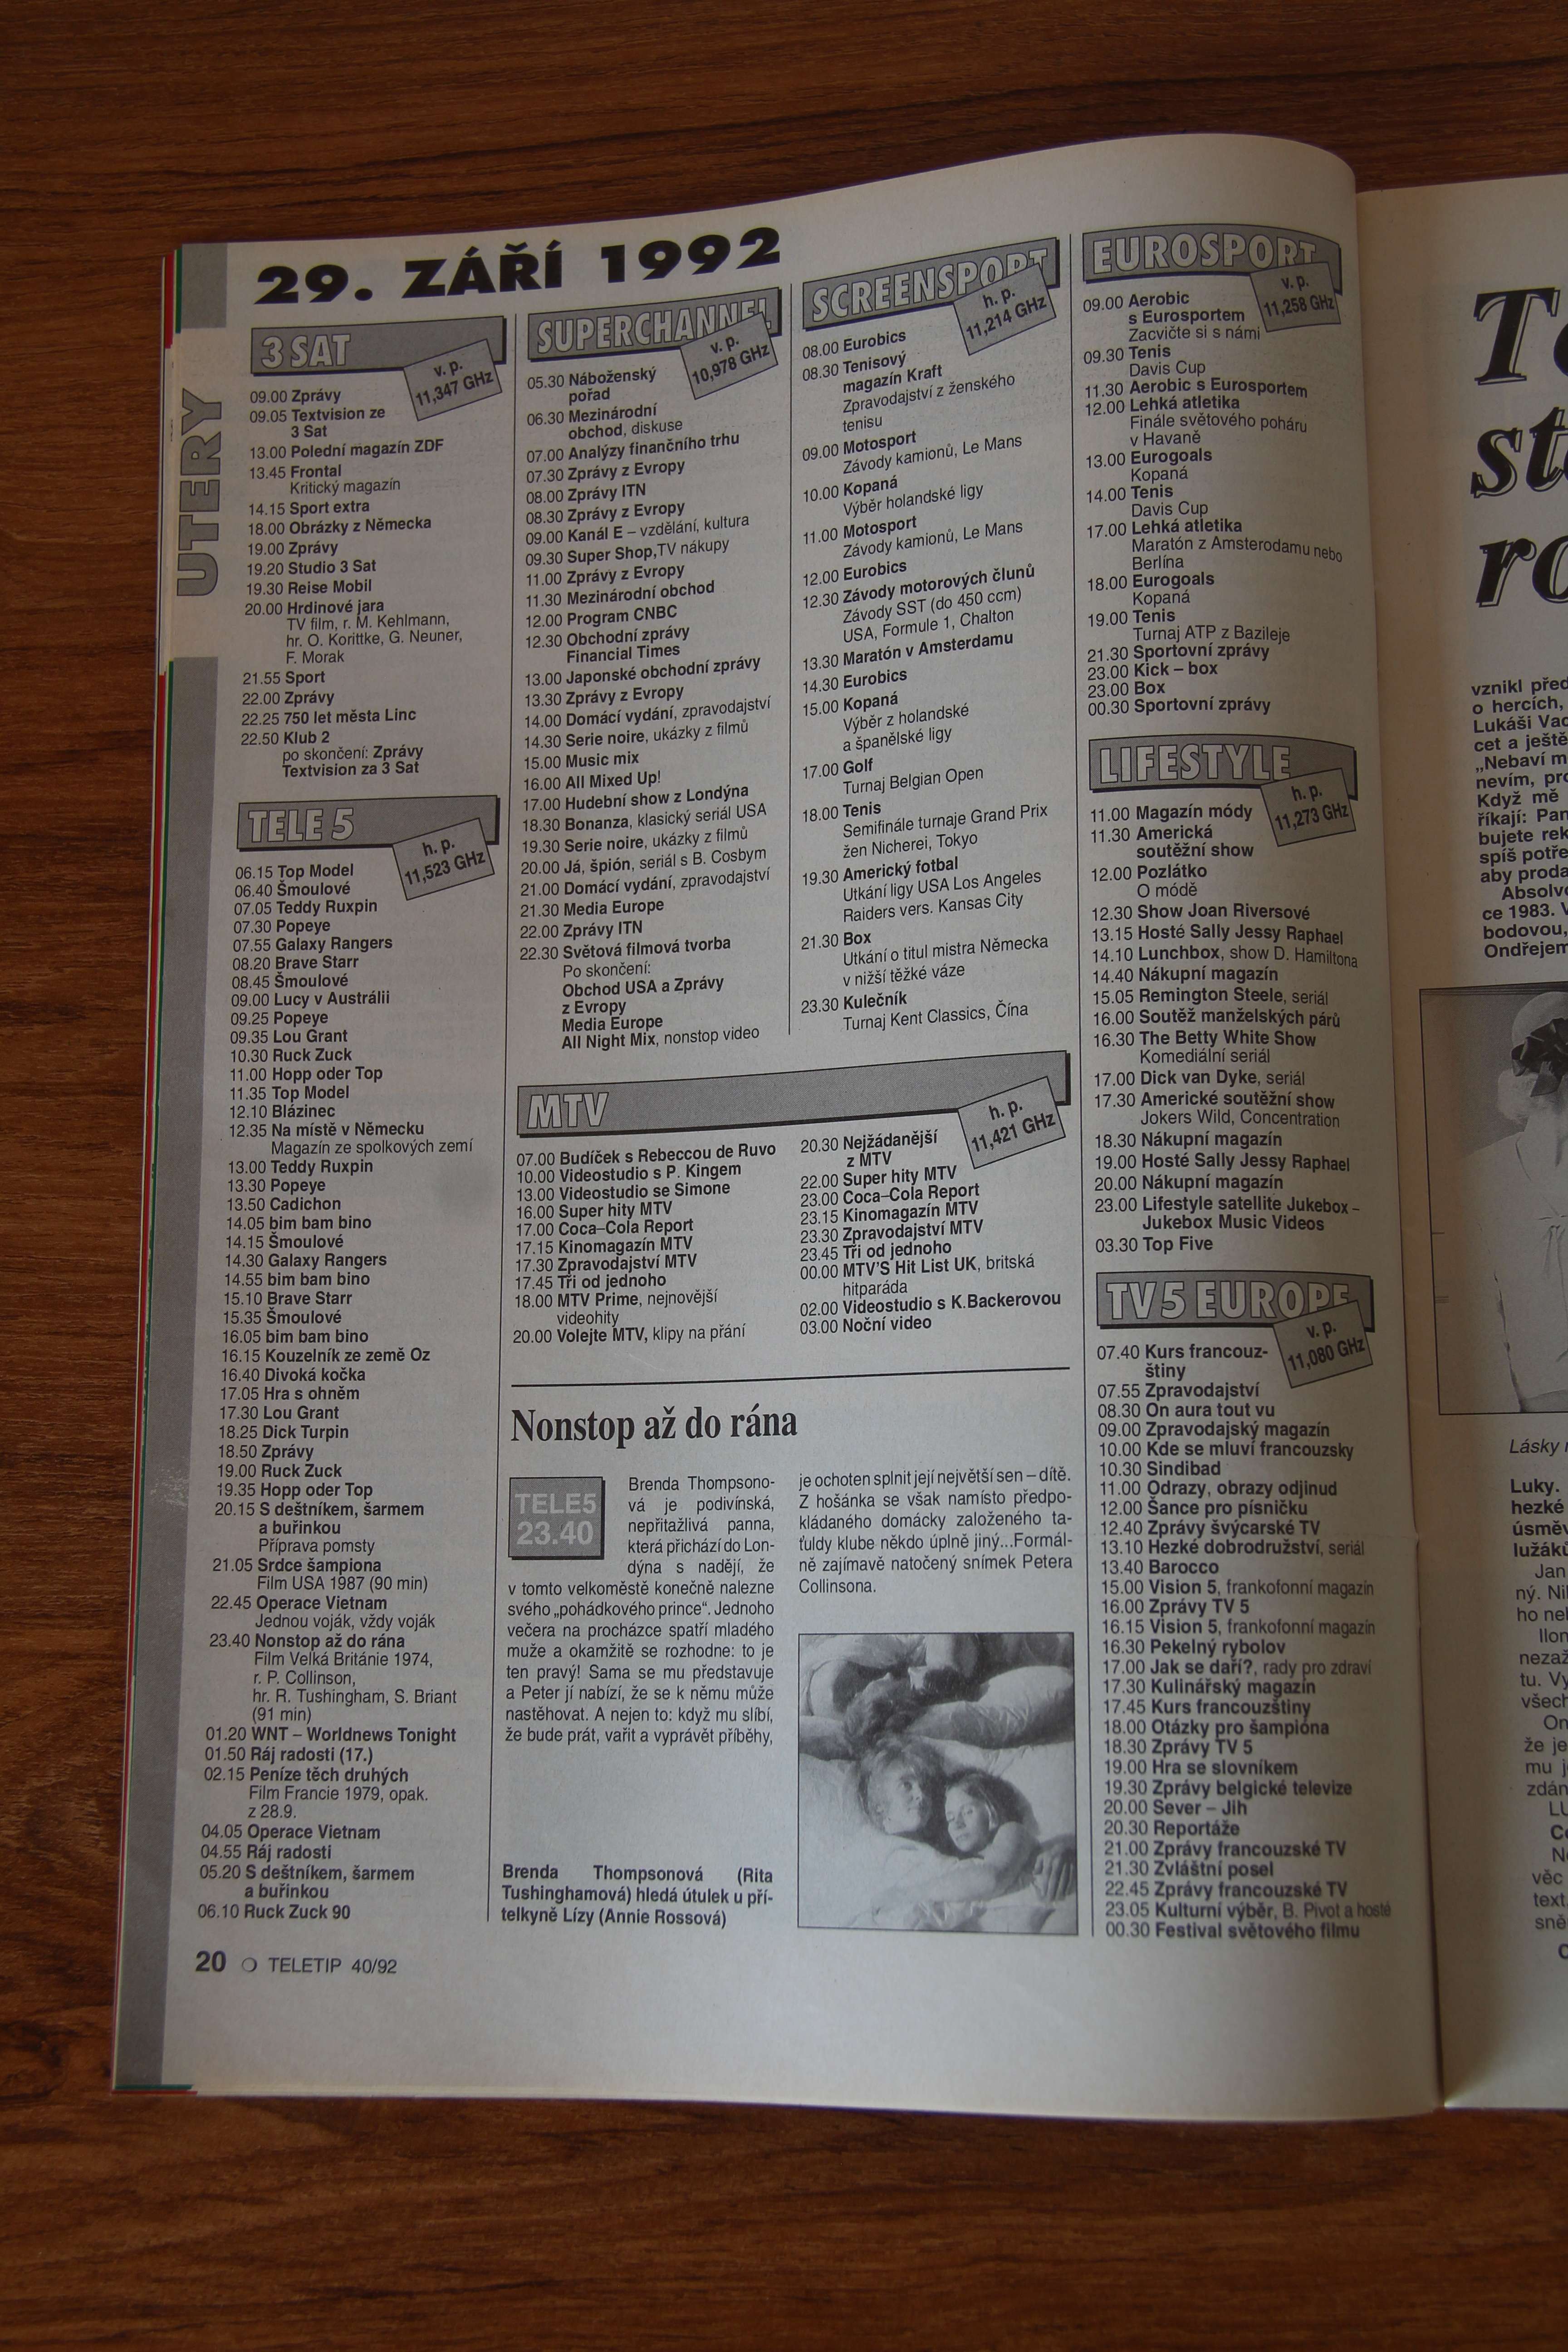 29. ZÁŘÍ 1992
UTERY
3 SAT
v. p.
11,347 GHz
09.00 Zprávy
09.05 Textvision ze
3 Sat
13.00 Polední magazín ZDF
13.45 Frontal
Kritický magazín
14.15 Sport extra
18.00 Obrázky z Německa
19.00 Zprávy
19.20 Studio 3 Sat
19.30 Reise Mobil
20.00 Hrdinové jara
TV film, r. M. Kehlmann,
hr. O. Korittke, G. Neuner,
F. Morak
21.55 Sport
22.00 Zprávy
22.25 750 let města Linc
22.50 Klub 2
po skončení: Zprávy
Textvision za 3 Sat
TELE 5
h. p.
11,523 GHz
06.15 Top Model
06.40 Šmoulové
07.05 Teddy Ruxpin
07.30 Popeye
07.55 Galaxy Rangers
08.20 Brave Starr
08.45 Šmoulové
09.00 Lucy v Austrálii
09.25 Popeye
09.35 Lou Grant
10.30 Ruck Zuck
11.00 Hopp oder Top
11.35 Top Model
12.10 Blázinec
12.35 Na místě v Německu
Magazín ze spolkových zemí
13.00 Teddy Ruxpin
13.30 Popeye
13.50 Cadichon
14.05 bim bam bino
14.15 Šmoulové
14.30 Galaxy Rangers
14.55 bim bam bino
15.10 Brave Starr
15.35 Šmoulové
16.05 bim bam bino
16.15 Kouzelník ze země Oz
16.40 Divoká kočka
17.05 Hra s ohněm
17.30 Lou Grant
18.25 Dick Turpin
18.50 Zprávy
19.00 Ruck Zuck
19.35 Hopp oder Top
20.15 S deštníkem, šarmem
a buřinkou
Příprava pomsty
21.05 Srdce šampiona
Film USA 1987 (90 min)
22.45 Operace Vietnam
Jednou voják, vždy voják
23.40 Nonstop až do rána
Film Velká Británie 1974,
r. P. Collinson,
hr. R. Tushingham, S. Briant
(91 min)
01.20 WNT – Worldnews Tonight
01.50 Ráj radosti (17.)
02.15 Peníze těch druhých
Film Francie 1979, opak.
z 28.9.
04.05 Operace Vietnam
04.55 Ráj radosti
05.20 S deštníkem, šarmem
a buřinkou
06.10 Ruck Zuck 90
SUPERCHANNEL
v. p.
10,978 GHz
05.30 Náboženský
pořad
06.30 Mezinárodní
obchod, diskuse
07.00 Analýzy finančního trhu
07.30 Zprávy z Evropy
08.00 Zprávy ITN
08.30 Zprávy z Evropy
09.00 Kanál E – vzdělání, kultura
09.30 Super Shop,TV nákupy
11.00 Zprávy z Evropy
11.30 Mezinárodní obchod
12.00 Program CNBC
12.30 Obchodní zprávy
Financial Times
13.00 Japonské obchodní zprávy
13.30 Zprávy z Evropy
14.00 Domácí vydání, zpravodajství
14.30 Serie noire, ukázky z filmů
15.00 Music mix
16.00 All Mixed Up!
17.00 Hudební show z Londýna
18.30 Bonanza, klasický seriál USA
19.30 Serie noire, ukázky z filmů
20.00 Já, špión, seriál s B. Cosbym
21.00 Domácí vydání, zpravodajství
21.30 Media Europe
22.00 Zprávy ITN
22.30 Světová filmová tvorba
Po skončení:
Obchod USA a Zprávy
z Evropy
Media Europe
All Night Mix, nonstop video
SCREENSPORT
h. p.
11,214 GHz
08.00 Eurobics
08.30 Tenisový
magazín Kraft
Zpravodajství z ženského
tenisu
09.00 Motosport
Závody kamionů, Le Mans
10.00 Kopaná
Výběr holandské ligy
11.00 Motosport
Závody kamionů, Le Mans
12.00 Eurobics
12.30 Závody motorových člunů
Závody SST (do 450 ccm)
USA, Formule 1, Chalton
13.30 Maratón v Amsterdamu
14.30 Eurobics
15.00 Kopaná
Výběr z holandské
a španělské ligy
17.00 Golf
Turnaj Belgian Open
18.00 Tenis
Semifinále turnaje Grand Prix
žen Nicherei, Tokyo
19.30 Americký fotbal
Utkání ligy USA Los Angeles
Raiders vers. Kansas City
21.30 Box
Utkání o titul mistra Německa
v nižší těžké váze
23.30 Kulečník
Turnaj Kent Classics, Čína
MTV
h. p.
11,421 GHz
07.00 Budíček s Rebeccou de Ruvo
10.00 Videostudio s P. Kingem
13.00 Videostudio se Simone
16.00 Super hity MTV
17.00 Coca–Cola Report
17.15 Kinomagazín MTV
17.30 Zpravodajství MTV
17.45 Tři od jednoho
18.00 MTV Prime, nejnovější
videohity
20.00 Volejte MTV, klipy na přání
20.30 Nejžádanější
z MTV
22.00 Super hity MTV
23.00 Coca–Cola Report
23.15 Kinomagazín MTV
23.30 Zpravodajství MTV
23.45 Tři od jednoho
00.00 MTV'S Hit List UK, britská
hitparáda
02.00 Videostudio s K.Backerovou
03.00 Noční video
Nonstop až do rána
TELE5
23.40
Brenda Thompsono-
vá je podivínská,
nepřitažlivá panna,
která přichází do Lon-
dýna s nadějí, že
v tomto velkoměstě konečně nalezne
svého „pohádkového prince“. Jednoho
večera na procházce spatří mladého
muže a okamžitě se rozhodne: to je
ten pravý! Sama se mu představuje
a Peter jí nabízí, že se k němu může
nastěhovat. A nejen to: když mu slíbí,
že bude prát, vařit a vyprávět příběhy,
je ochoten splnit její největší sen – dítě.
Z hošánka se však namísto předpo-
kládaného domácky založeného ta-
ťuldy klube někdo úplně jiný...Formál-
ně zajímavě natočený snímek Petera
Collinsona.
Brenda Thompsonová (Rita
Tushinghamová) hledá útulek u pří-
telkyně Lízy (Annie Rossová)
EUROSPORT
v. p.
11,258 GHz
09.00 Aerobic
s Eurosportem
Zacvičte si s námi
09.30 Tenis
Davis Cup
11.30 Aerobic s Eurosportem
12.00 Lehká atletika
Finále světového poháru
v Havaně
13.00 Eurogoals
Kopaná
14.00 Tenis
Davis Cup
17.00 Lehká atletika
Maratón z Amsterodamu nebo
Berlína
18.00 Eurogoals
Kopaná
19.00 Tenis
Turnaj ATP z Bazileje
21.30 Sportovní zprávy
23.00 Kick – box
23.00 Box
00.30 Sportovní zprávy
LIFESTYLE
h. p.
11,273 GHz
11.00 Magazín módy
11.30 Americká
soutěžní show
12.00 Pozlátko
O módě
12.30 Show Joan Riversové
13.15 Hosté Sally Jessy Raphael
14.10 Lunchbox, show D. Hamiltona
14.40 Nákupní magazín
15.05 Remington Steele, seriál
16.00 Soutěž manželských párů
16.30 The Betty White Show
Komediální seriál
17.00 Dick van Dyke, seriál
17.30 Americké soutěžní show
Jokers Wild, Concentration
18.30 Nákupní magazín
19.00 Hosté Sally Jessy Raphael
20.00 Nákupní magazín
23.00 Lifestyle satellite Jukebox –
Jukebox Music Videos
03.30 Top Five
TV 5 EUROPE
v. p.
11,080 GHz
07.40 Kurs francouz-
štiny
07.55 Zpravodajství
08.30 On aura tout vu
09.00 Zpravodajský magazín
10.00 Kde se mluví francouzsky
10.30 Sindibad
11.00 Odrazy, obrazy odjinud
12.00 Šance pro písničku
12.40 Zprávy švýcarské TV
13.10 Hezké dobrodružství, seriál
13.40 Barocco
15.00 Vision 5, frankofonní magazín
16.00 Zprávy TV 5
16.15 Vision 5, frankofonní magazín
16.30 Pekelný rybolov
17.00 Jak se daří?, rady pro zdraví
17.30 Kulinářský magazín
17.45 Kurs francouzštiny
18.00 Otázky pro šampióna
18.30 Zprávy TV 5
19.00 Hra se slovníkem
19.30 Zprávy belgické televize
20.00 Sever – Jih
20.30 Reportáže
21.00 Zprávy francouzské TV
21.30 Zvláštní posel
22.45 Zprávy francouzské TV
23.05 Kulturní výběr, B. Pivot a hosté
00.30 Festival světového filmu
20 ❍ TELETIP 40/92
vznikl před
o hercích,
Lukáši Vac
cet a ještě
„Nebaví m
nevím, pro
Když mě
říkají: Pan
bujete rek
spíš potře
aby proda
Absolv
ce 1983. V
bodovou,
Ondřejem
Lásky
Luky.
hezké
úsměv
lužáků
Jan
ný. Nil
ho nel
Ilon
nezaž
tu. Vy
všech
On
že je
mu j
zdán
LU
Co
N
věc
text,
sně